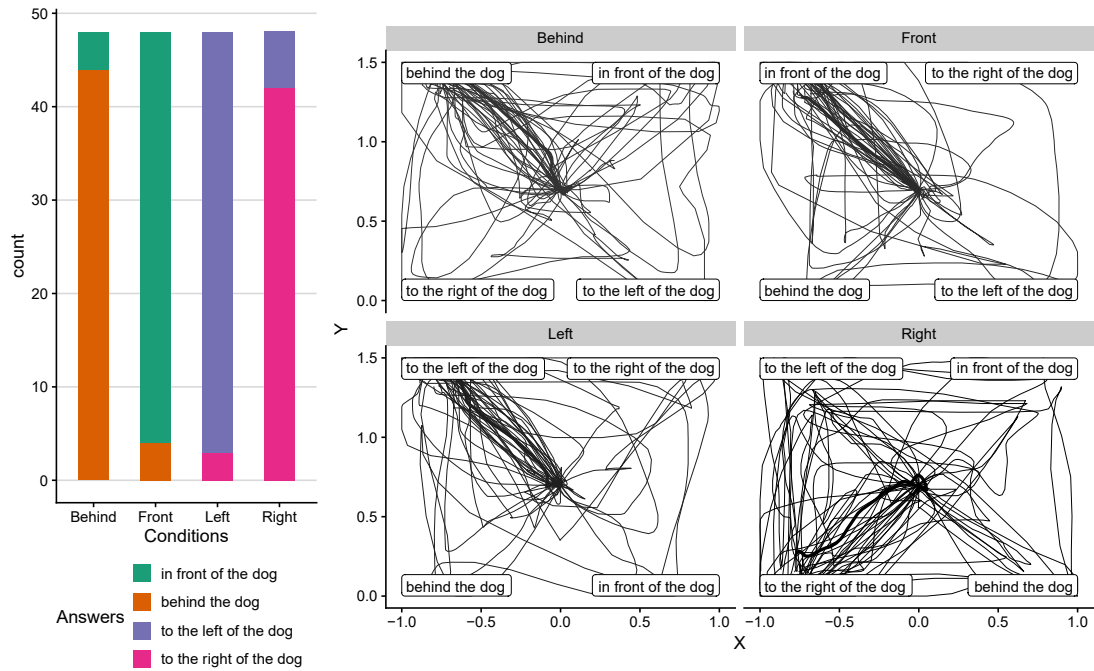 50
40
30
20
10
0
count
Behind
Front
Left
Right
Conditions
Answers
in front of the dog
behind the dog
to the left of the dog
to the right of the dog
Behind
behind the dog
in front of the dog
to the right of the dog
to the left of the dog
1.5
1.0
0.5
0.0
Front
in front of the dog
to the right of the dog
behind the dog
to the left of the dog
Y
Left
to the left of the dog
to the right of the dog
behind the dog
in front of the dog
1.5
1.0
0.5
0.0
−1.0
−0.5
0.0
0.5
1.0
Right
to the left of the dog
in front of the dog
to the right of the dog
behind the dog
−1.0
−0.5
0.0
0.5
1.0
X